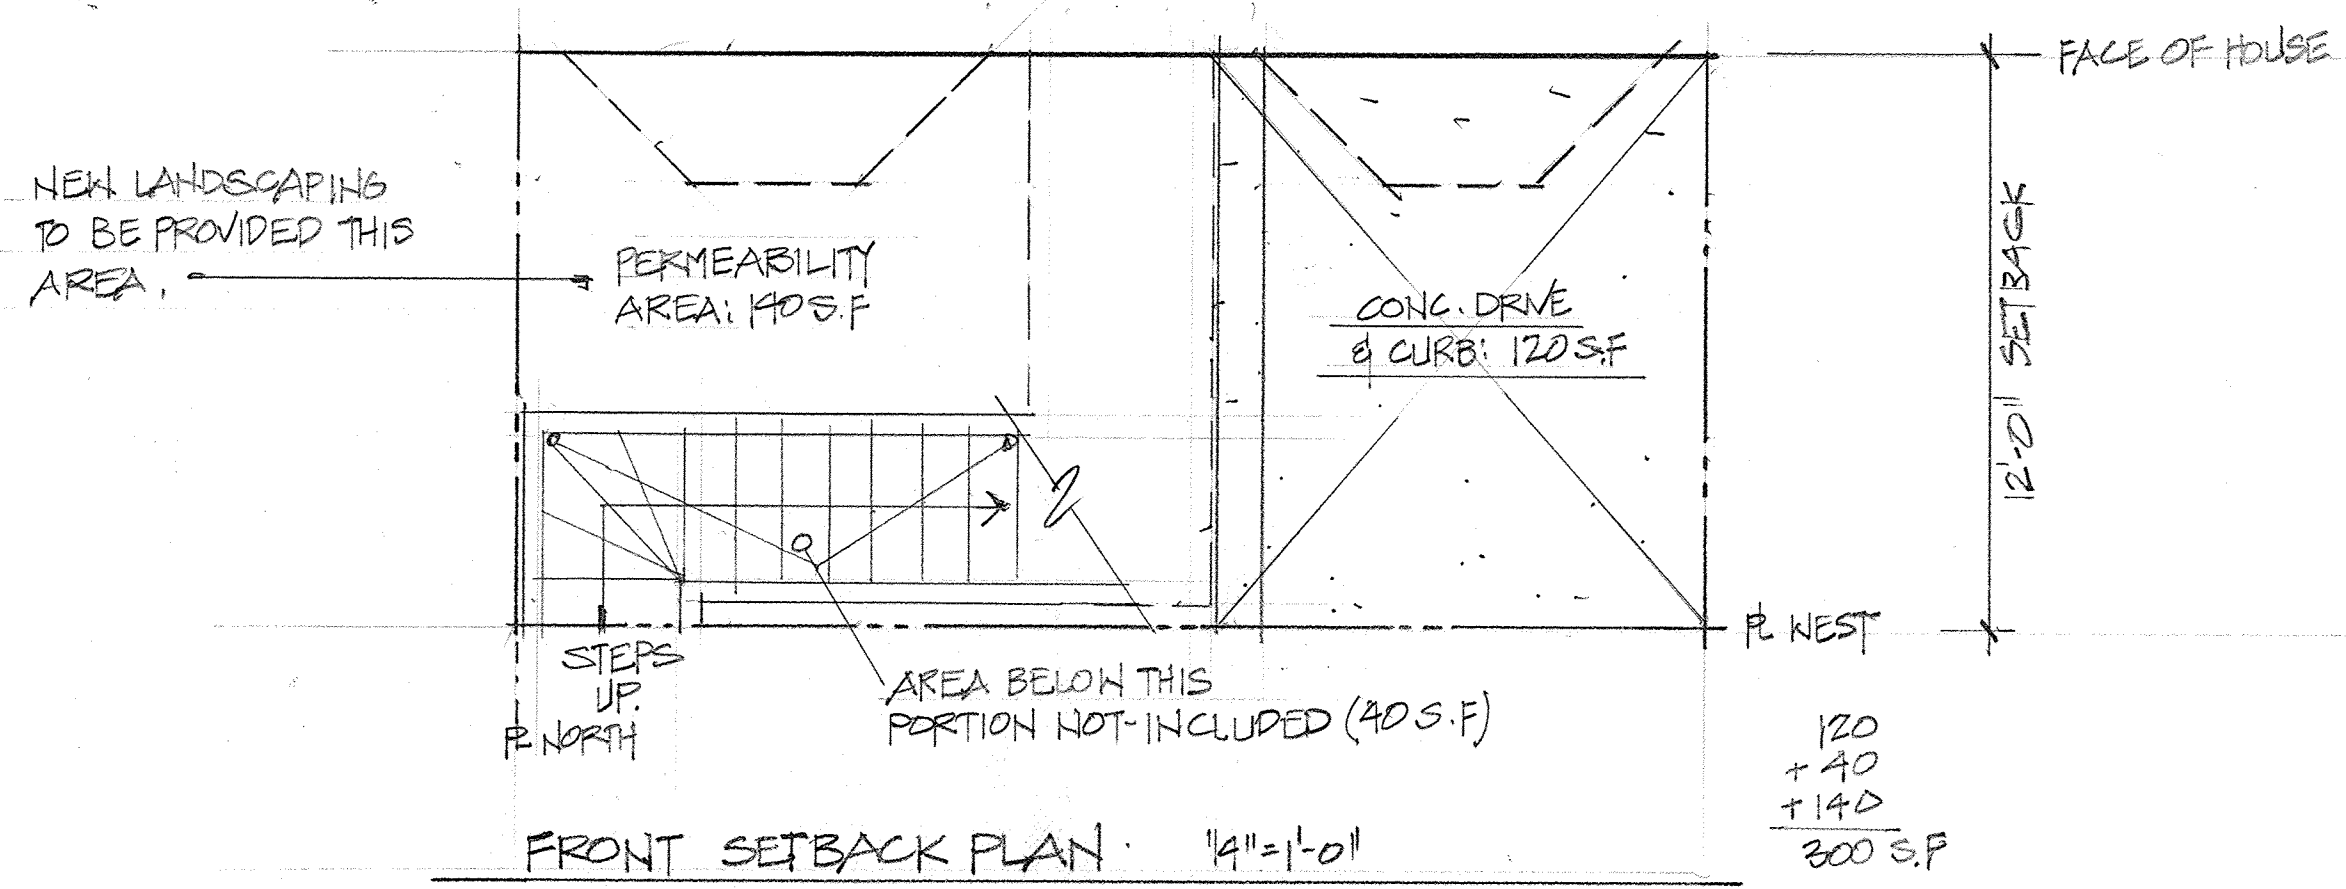 FACE OF HOUSE
NEW LANDSCAPING
TO BE PROVIDED THIS
AREA.
PERMEABILITY
AREA: 140 S.F
CONC. DRIVE
& CURB: 120 S.F
12'-0" SETBACK
STEPS
UP.
PL NORTH
AREA BELOW THIS
PORTION NOT-INCLUDED (40 S.F)
PL WEST
120
+ 40
+ 140
300 S.F
FRONT SETBACK PLAN. 1/4"=1'-0"